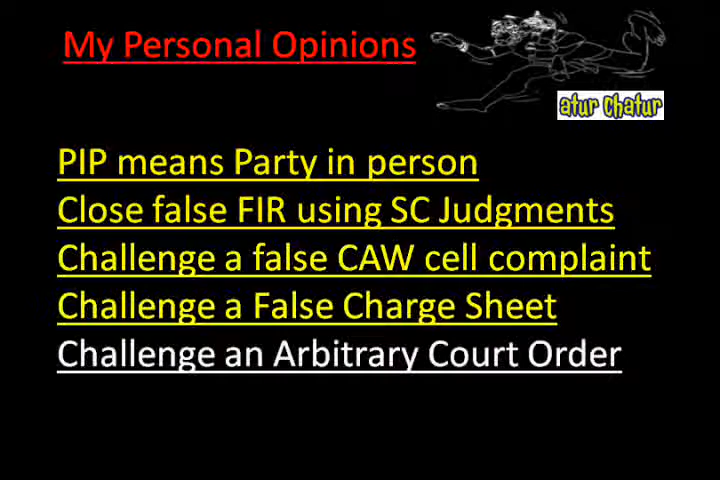 My Personal Opinions
atur chatur
PIP means Party in person
Close false FIR using SC Judgments
Challenge a false CAW cell complaint
Challenge a False Charge Sheet
Challenge an Arbitrary Court Order